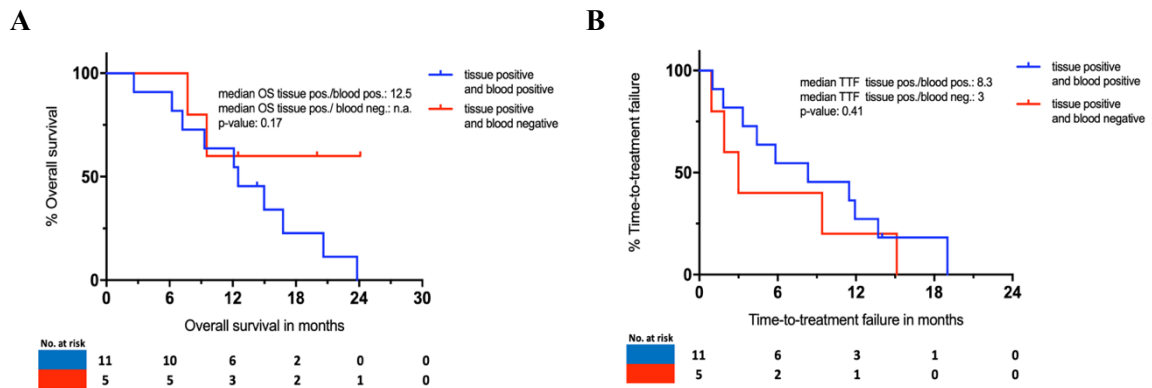 A
% Overall survival
100
50
0
median OS tissue pos./blood pos.: 12.5
median OS tissue pos./ blood neg.: n.a.
p-value: 0.17
tissue positive
and blood positive
tissue positive
and blood negative
0 6 12 18 24 30
Overall survival in months
No. at risk
11 10 6 2 0 0
5 5 3 2 1 0
B
% Time-to-treatment failure
100
50
0
median TTF tissue pos./blood pos.: 8.3
median TTF tissue pos./blood neg.: 3
p-value: 0.41
tissue positive
and blood positive
tissue positive
and blood negative
0 6 12 18 24
Time-to-treatment failure in months
No. at risk
11 6 3 1 0
5 2 1 0 0